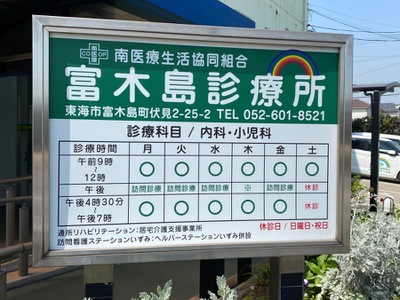 南医療 CO OP 南医療生活協同組合
富木島診療所
東海市富木島町伏見2-25-2 TEL 052-601-8521
診療科目 / 内科・小児科
診療時間 月 火 水 木 金 土
午前9時～12時 ○ ○ ○ ○ ○ ○
午後 訪問診療 訪問診療 訪問診療 ※ 訪問診療 休診
午後4時30分～午後7時 ○ ○ ○ ○ ○ 休診
通所リハビリテーション:居宅介護支援事業所
訪問看護ステーションいずみ:ヘルパーステーションいずみ併設
休診日 / 日曜日・祝日